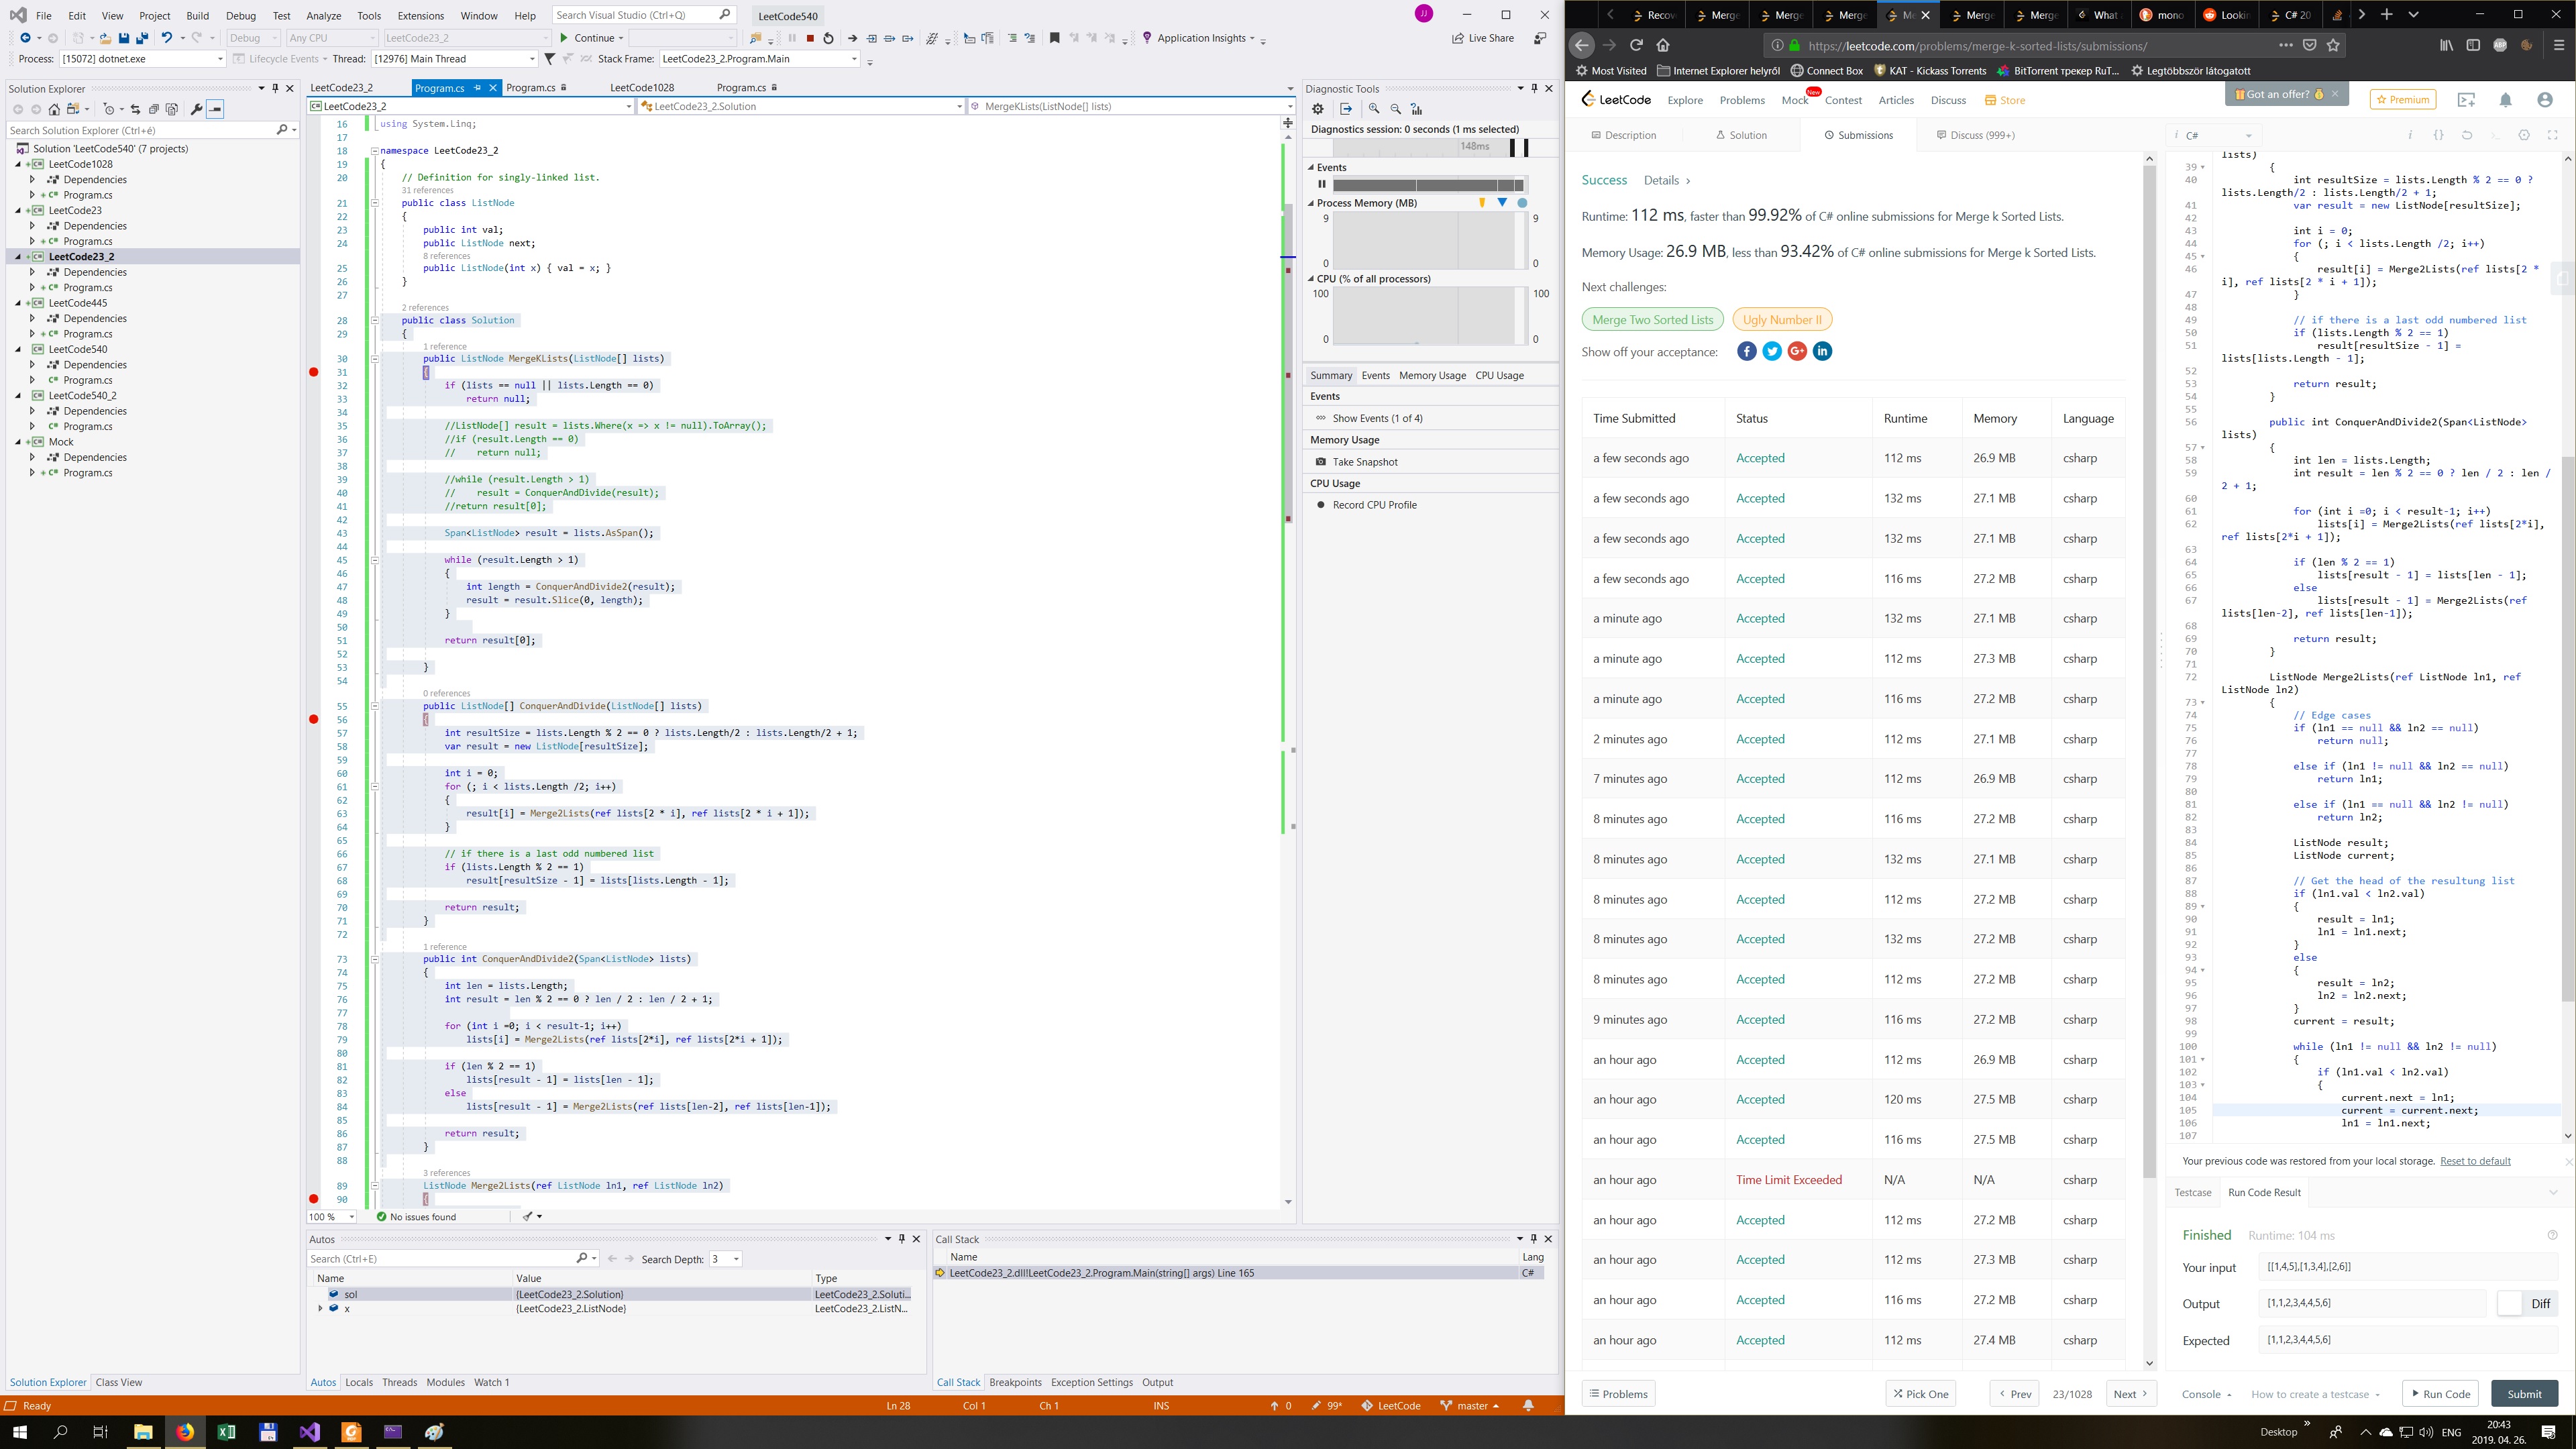 File Edit View Project Build Debug Test Analyze Tools Extensions Window Help Search Visual Studio (Ctrl+Q) LeetCode540 JJ
Debug Any CPU LeetCode23_2 Continue Application Insights Live Share
Process: [15072] dotnet.exe Lifecycle Events Thread: [12976] Main Thread Stack Frame: LeetCode23_2.Program.Main
Solution Explorer
Search Solution Explorer (Ctrl+é)
Solution 'LeetCode540' (7 projects)
LeetCode1028
Dependencies
C# Program.cs
LeetCode23
Dependencies
C# Program.cs
LeetCode23_2
Dependencies
C# Program.cs
LeetCode445
Dependencies
C# Program.cs
LeetCode540
Dependencies
C# Program.cs
LeetCode540_2
Dependencies
C# Program.cs
Mock
Dependencies
C# Program.cs
Solution Explorer Class View
LeetCode23_2 Program.cs Program.cs LeetCode1028 Program.cs
LeetCode23_2 LeetCode23_2.Solution MergeKLists(ListNode[] lists)
16 using System.Linq;
17
18 namespace LeetCode23_2
19 {
20 // Definition for singly-linked list.
31 references
21 public class ListNode
22 {
23 public int val;
24 public ListNode next;
8 references
25 public ListNode(int x) { val = x; }
26 }
27
2 references
28 public class Solution
29 {
1 reference
30 public ListNode MergeKLists(ListNode[] lists)
31 {
32 if (lists == null || lists.Length == 0)
33 return null;
34
35 //ListNode[] result = lists.Where(x => x != null).ToArray();
36 //if (result.Length == 0)
37 // return null;
38
39 //while (result.Length > 1)
40 // result = ConquerAndDivide(result);
41 //return result[0];
42
43 Span<ListNode> result = lists.AsSpan();
44
45 while (result.Length > 1)
46 {
47 int length = ConquerAndDivide2(result);
48 result = result.Slice(0, length);
49 }
50
51 return result[0];
52
53 }
54
0 references
55 public ListNode[] ConquerAndDivide(ListNode[] lists)
56 {
57 int resultSize = lists.Length % 2 == 0 ? lists.Length/2 : lists.Length/2 + 1;
58 var result = new ListNode[resultSize];
59
60 int i = 0;
61 for (; i < lists.Length /2; i++)
62 {
63 result[i] = Merge2Lists(ref lists[2 * i], ref lists[2 * i + 1]);
64 }
65
66 // if there is a last odd numbered list
67 if (lists.Length % 2 == 1)
68 result[resultSize - 1] = lists[lists.Length - 1];
69
70 return result;
71 }
72
1 reference
73 public int ConquerAndDivide2(Span<ListNode> lists)
74 {
75 int len = lists.Length;
76 int result = len % 2 == 0 ? len / 2 : len / 2 + 1;
77
78 for (int i =0; i < result-1; i++)
79 lists[i] = Merge2Lists(ref lists[2*i], ref lists[2*i + 1]);
80
81 if (len % 2 == 1)
82 lists[result - 1] = lists[len - 1];
83 else
84 lists[result - 1] = Merge2Lists(ref lists[len-2], ref lists[len-1]);
85
86 return result;
87 }
88
3 references
89 ListNode Merge2Lists(ref ListNode ln1, ref ListNode ln2)
90 {
100 % No issues found
Autos
Search (Ctrl+E) Search Depth: 3
Name Value Type
sol {LeetCode23_2.Solution} LeetCode23_2.Soluti...
x {LeetCode23_2.ListNode} LeetCode23_2.ListN...
Autos Locals Threads Modules Watch 1
Call Stack
Name Lang
LeetCode23_2.dll!LeetCode23_2.Program.Main(string[] args) Line 165 C#
Call Stack Breakpoints Exception Settings Output
Diagnostic Tools
Diagnostics session: 0 seconds (1 ms selected)
148ms
Events
Process Memory (MB)
9 9
0 0
CPU (% of all processors)
100 100
0 0
Summary Events Memory Usage CPU Usage
Events
Show Events (1 of 4)
Memory Usage
Take Snapshot
CPU Usage
Record CPU Profile
Ready Ln 28 Col 1 Ch 1 INS 0 99* LeetCode master
Recov Merge Merge Merge Me Merge Merge What mono Lookin C# 20
https://leetcode.com/problems/merge-k-sorted-lists/submissions/
Most Visited Internet Explorer helyről Connect Box KAT - Kickass Torrents BitTorrent трекер RuT... Legtöbbször látogatott
LeetCode Explore Problems Mock New Contest Articles Discuss Store Got an offer? Premium
Description Solution Submissions Discuss (999+) C#
Success Details
Runtime: 112 ms, faster than 99.92% of C# online submissions for Merge k Sorted Lists.
Memory Usage: 26.9 MB, less than 93.42% of C# online submissions for Merge k Sorted Lists.
Next challenges:
Merge Two Sorted Lists Ugly Number II
Show off your acceptance:
Time Submitted Status Runtime Memory Language
a few seconds ago Accepted 112 ms 26.9 MB csharp
a few seconds ago Accepted 132 ms 27.1 MB csharp
a few seconds ago Accepted 132 ms 27.1 MB csharp
a few seconds ago Accepted 116 ms 27.2 MB csharp
a minute ago Accepted 132 ms 27.1 MB csharp
a minute ago Accepted 112 ms 27.3 MB csharp
a minute ago Accepted 116 ms 27.2 MB csharp
2 minutes ago Accepted 112 ms 27.1 MB csharp
7 minutes ago Accepted 112 ms 26.9 MB csharp
8 minutes ago Accepted 116 ms 27.2 MB csharp
8 minutes ago Accepted 132 ms 27.1 MB csharp
8 minutes ago Accepted 112 ms 27.2 MB csharp
8 minutes ago Accepted 132 ms 27.2 MB csharp
8 minutes ago Accepted 112 ms 27.2 MB csharp
9 minutes ago Accepted 116 ms 27.2 MB csharp
an hour ago Accepted 112 ms 26.9 MB csharp
an hour ago Accepted 120 ms 27.5 MB csharp
an hour ago Accepted 116 ms 27.5 MB csharp
an hour ago Time Limit Exceeded N/A N/A csharp
an hour ago Accepted 112 ms 27.2 MB csharp
an hour ago Accepted 112 ms 27.3 MB csharp
an hour ago Accepted 116 ms 27.2 MB csharp
an hour ago Accepted 112 ms 27.4 MB csharp
Problems Pick One Prev 23/1028 Next
lists)
39 {
40 int resultSize = lists.Length % 2 == 0 ?
lists.Length/2 : lists.Length/2 + 1;
41 var result = new ListNode[resultSize];
42
43 int i = 0;
44 for (; i < lists.Length /2; i++)
45 {
46 result[i] = Merge2Lists(ref lists[2 *
i], ref lists[2 * i + 1]);
47 }
48
49 // if there is a last odd numbered list
50 if (lists.Length % 2 == 1)
51 result[resultSize - 1] =
lists[lists.Length - 1];
52
53 return result;
54 }
55
56 public int ConquerAndDivide2(Span<ListNode>
lists)
57 {
58 int len = lists.Length;
59 int result = len % 2 == 0 ? len / 2 : len /
2 + 1;
60
61 for (int i =0; i < result-1; i++)
62 lists[i] = Merge2Lists(ref lists[2*i],
ref lists[2*i + 1]);
63
64 if (len % 2 == 1)
65 lists[result - 1] = lists[len - 1];
66 else
67 lists[result - 1] = Merge2Lists(ref
lists[len-2], ref lists[len-1]);
68
69 return result;
70 }
71
72 ListNode Merge2Lists(ref ListNode ln1, ref
ListNode ln2)
73 {
74 // Edge cases
75 if (ln1 == null && ln2 == null)
76 return null;
77
78 else if (ln1 != null && ln2 == null)
79 return ln1;
80
81 else if (ln1 == null && ln2 != null)
82 return ln2;
83
84 ListNode result;
85 ListNode current;
86
87 // Get the head of the resultung list
88 if (ln1.val < ln2.val)
89 {
90 result = ln1;
91 ln1 = ln1.next;
92 }
93 else
94 {
95 result = ln2;
96 ln2 = ln2.next;
97 }
98 current = result;
99
100 while (ln1 != null && ln2 != null)
101 {
102 if (ln1.val < ln2.val)
103 {
104 current.next = ln1;
105 current = current.next;
106 ln1 = ln1.next;
107
Your previous code was restored from your local storage. Reset to default
Testcase Run Code Result
Finished Runtime: 104 ms
Your input [[1,4,5],[1,3,4],[2,6]]
Output [1,1,2,3,4,4,5,6] Diff
Expected [1,1,2,3,4,4,5,6]
Console How to create a testcase Run Code Submit
Desktop ENG 20:43
2019. 04. 26.